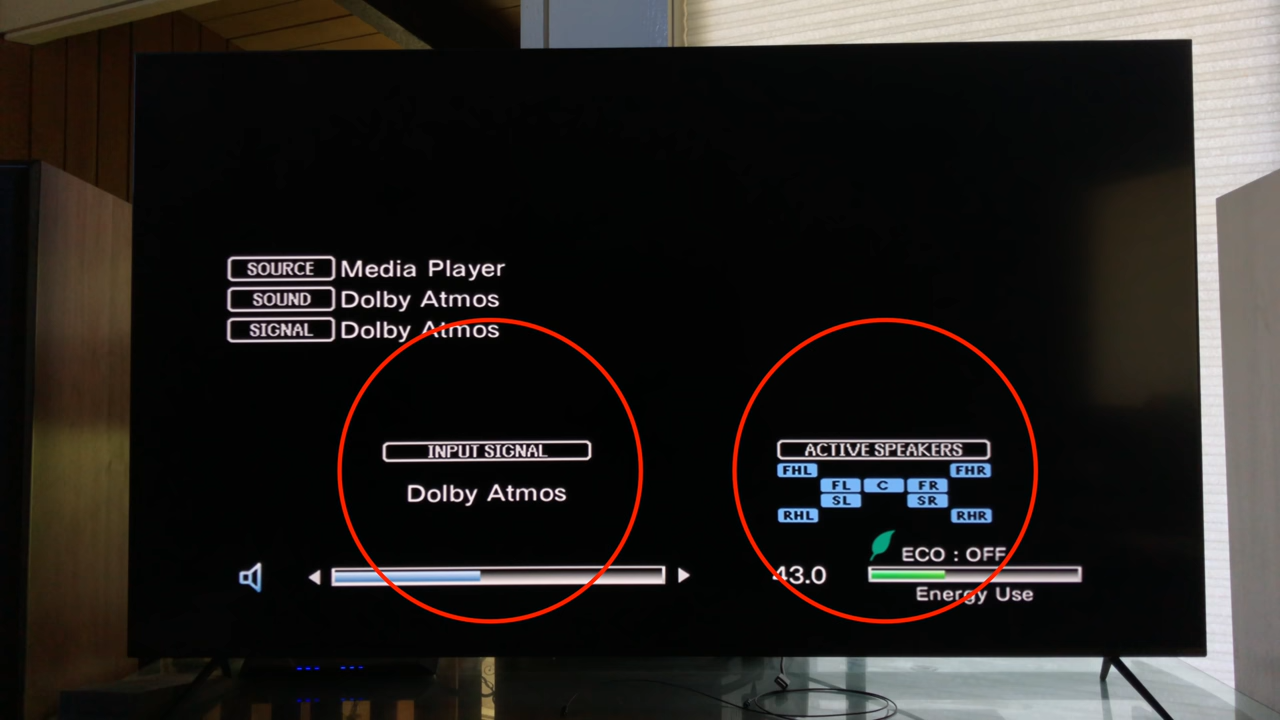 SOURCE Media Player
SOUND Dolby Atmos
SIGNAL Dolby Atmos
INPUT SIGNAL
Dolby Atmos
ACTIVE SPEAKERS
FHL FHR
FL C FR
SL SR
RHL RHR
ECO : OFF
43.0
Energy Use